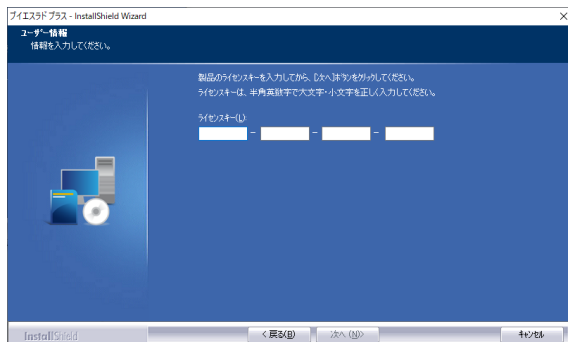 ブイエスラド プラス - InstallShield Wizard
ユーザー情報
情報を入力してください。
製品のライセンスキーを入力してから、[次へ]ボタンをクリックしてください。
ライセンスキーは、半角英数字で大文字・小文字を正しく入力してください。
ライセンスキー(L):
- - -
InstallShield
< 戻る(B)
次へ (N)>
キャンセル